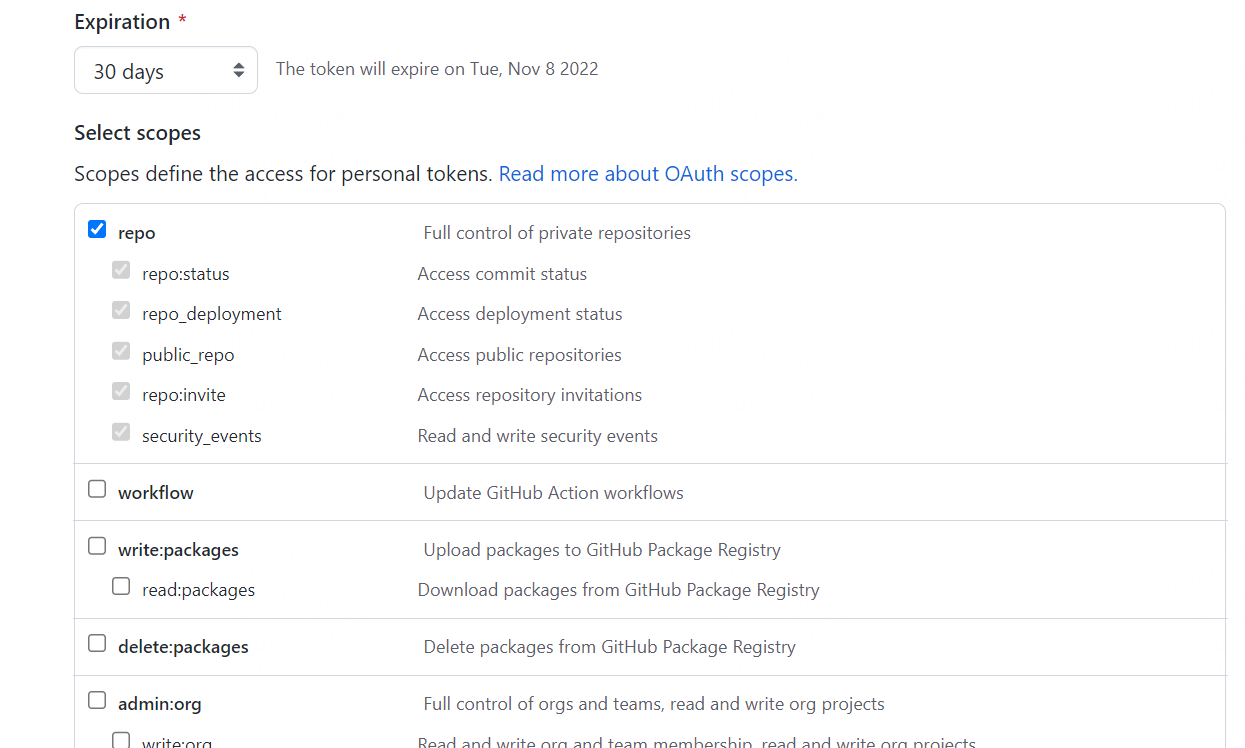 Expiration *
30 days The token will expire on Tue, Nov 8 2022
Select scopes
Scopes define the access for personal tokens. Read more about OAuth scopes.
repo Full control of private repositories
repo:status Access commit status
repo_deployment Access deployment status
public_repo Access public repositories
repo:invite Access repository invitations
security_events Read and write security events
workflow Update GitHub Action workflows
write:packages Upload packages to GitHub Package Registry
read:packages Download packages from GitHub Package Registry
delete:packages Delete packages from GitHub Package Registry
admin:org Full control of orgs and teams, read and write org projects
write:org Read and write org and team membership, read and write org projects